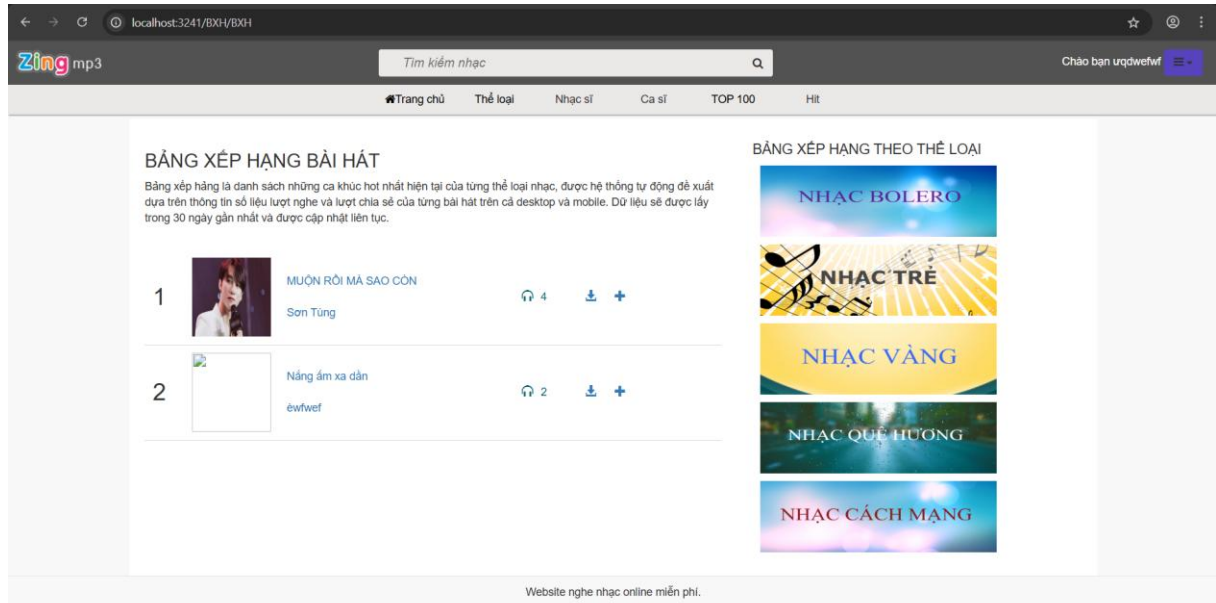 localhost:3241/BXH/BXH
Zing mp3
Tìm kiếm nhạc
Chào bạn ưqdwefwf
Trang chủ Thể loại Nhạc sĩ Ca sĩ TOP 100 Hit
BẢNG XẾP HẠNG BÀI HÁT
Bảng xếp hảng là danh sách những ca khúc hot nhất hiện tại của từng thể loại nhạc, được hệ thống tự động đề xuất
dựa trên thông tin số liệu lượt nghe và lượt chia sẻ của từng bài hát trên cả desktop và mobile. Dữ liệu sẽ được lấy
trong 30 ngày gần nhất và được cập nhật liên tục.
1
MUỘN RỒI MÀ SAO CÒN
Sơn Tùng
4
2
Nắng ấm xa dần
èwfwef
2
BẢNG XẾP HẠNG THEO THỂ LOẠI
NHẠC BOLERO
NHẠC TRẺ
NHẠC VÀNG
NHẠC QUÊ HƯƠNG
NHẠC CÁCH MẠNG
Website nghe nhạc online miễn phí.